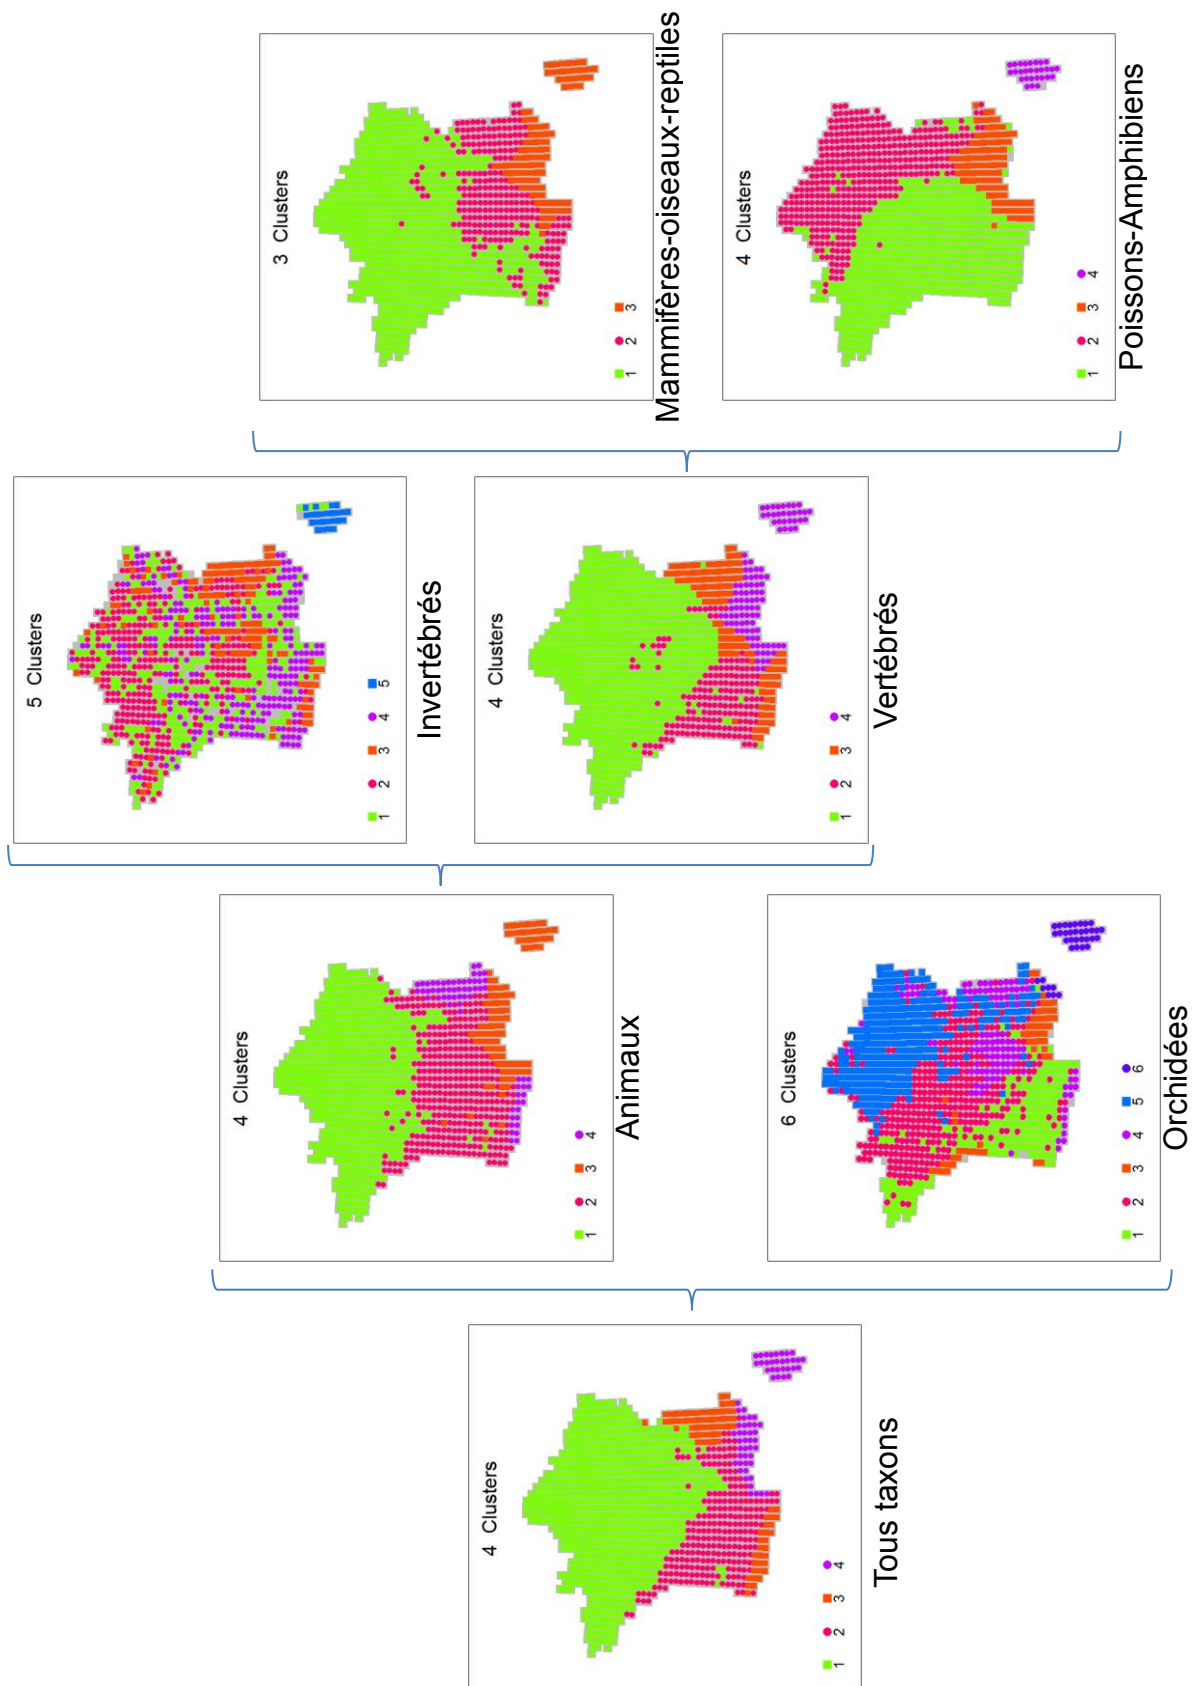 4 Clusters
1 2 3 4
Tous taxons
4 Clusters
1 2 3 4
Animaux
6 Clusters
1 2 3 4 5 6
Orchidées
5 Clusters
1 2 3 4 5
Invertébrés
4 Clusters
1 2 3 4
Vertébrés
3 Clusters
1 2 3
Mammifères-oiseaux-reptiles
4 Clusters
1 2 3 4
Poissons-Amphibiens